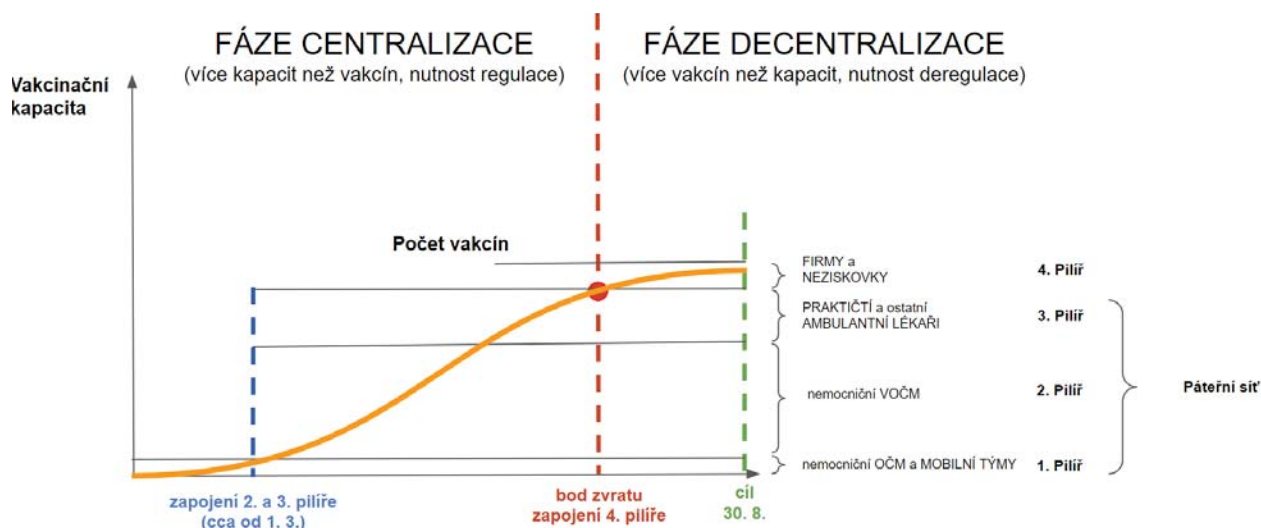 FÁZE CENTRALIZACE
(více kapacit než vakcín, nutnost regulace)
FÁZE DECENTRALIZACE
(více vakcín než kapacit, nutnost deregulace)
Vakcinační
kapacita
Počet vakcín
FIRMY a
NEZISKOVKY
4. Pilíř
PRAKTIČTÍ a ostatní
AMBULANTNÍ LÉKAŘI
3. Pilíř
nemocniční VOČM
2. Pilíř
Páteřní síť
nemocniční OČM a MOBILNÍ TÝMY
1. Pilíř
zapojení 2. a 3. pilíře
(cca od 1. 3.)
bod zvratu
zapojení 4. pilíře
cíl
30. 8.